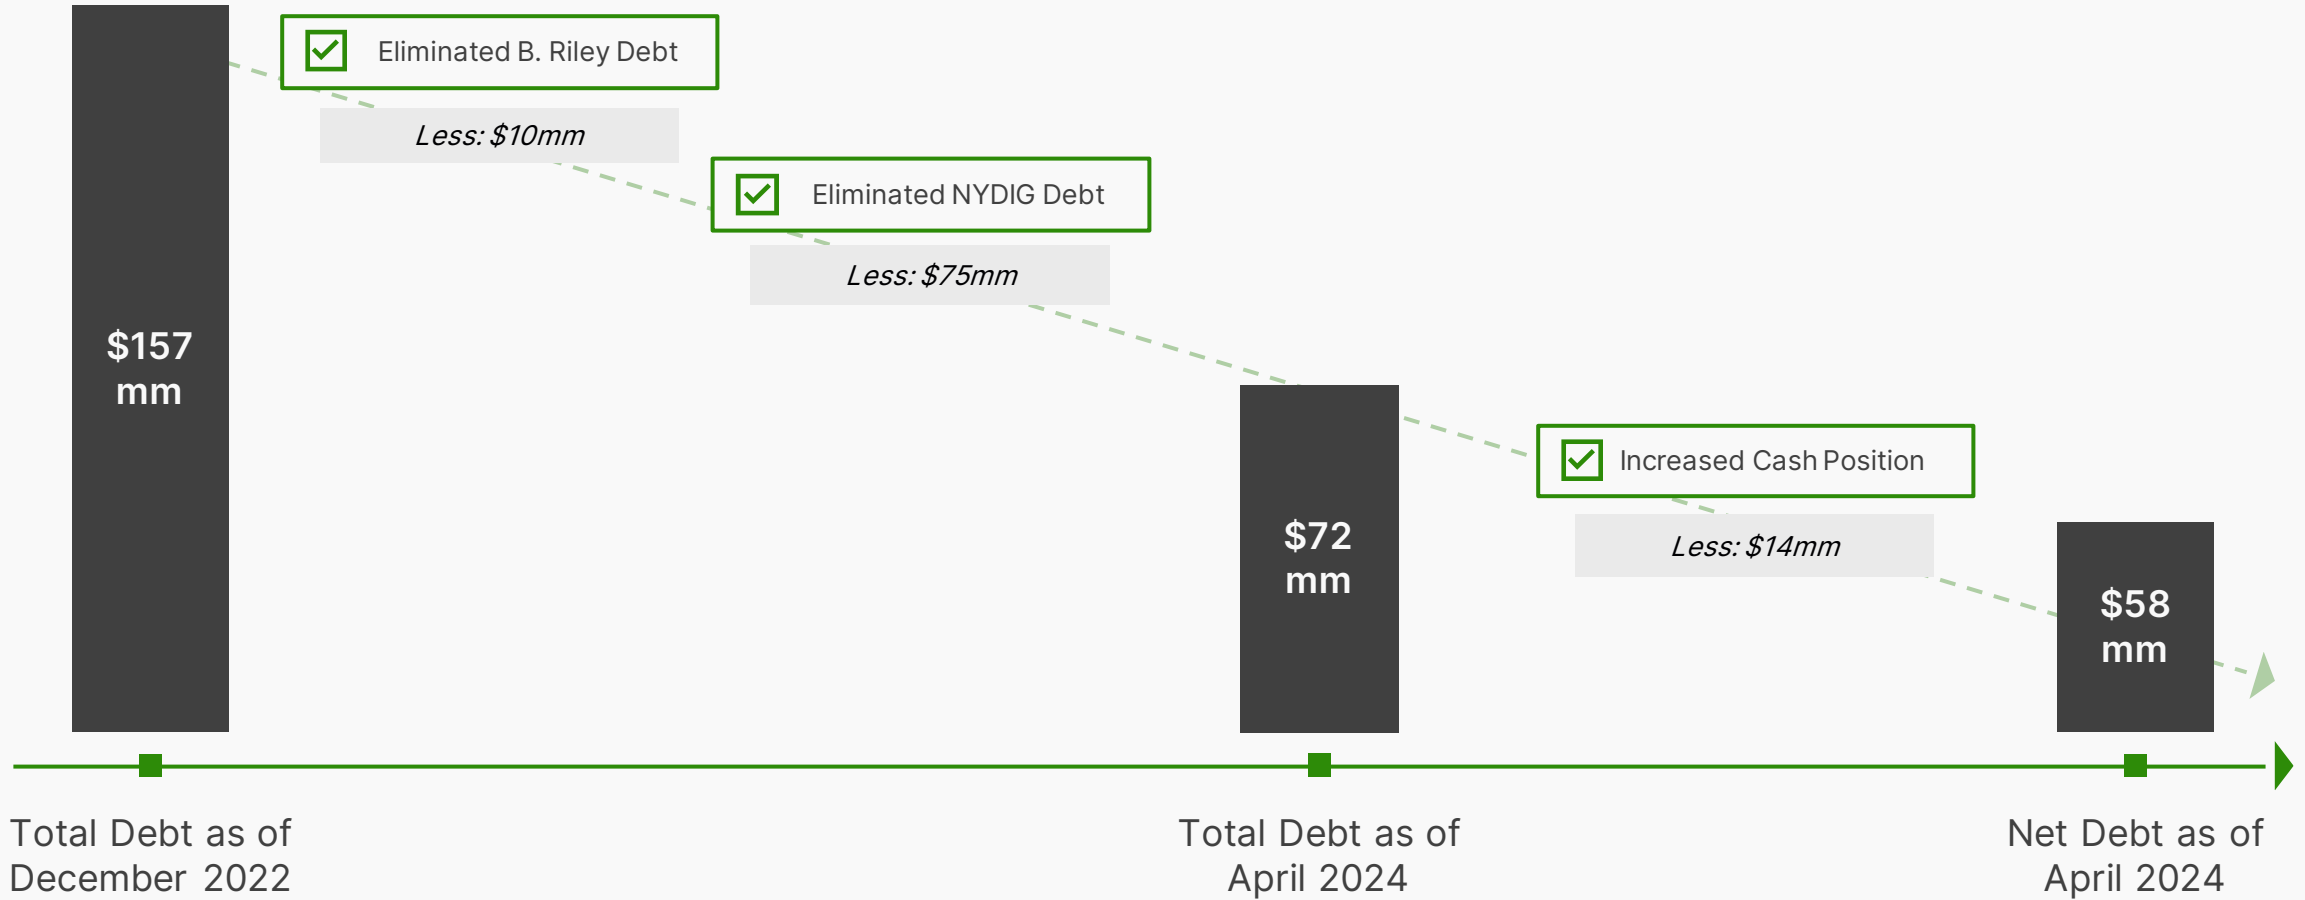 Eliminated B. Riley Debt
Less: $10mm
Eliminated NYDIG Debt
Less: $75mm
$157
mm
$72
mm
Increased Cash Position
Less: $14mm
$58
mm
Total Debt as of
December 2022
Total Debt as of
April 2024
Net Debt as of
April 2024